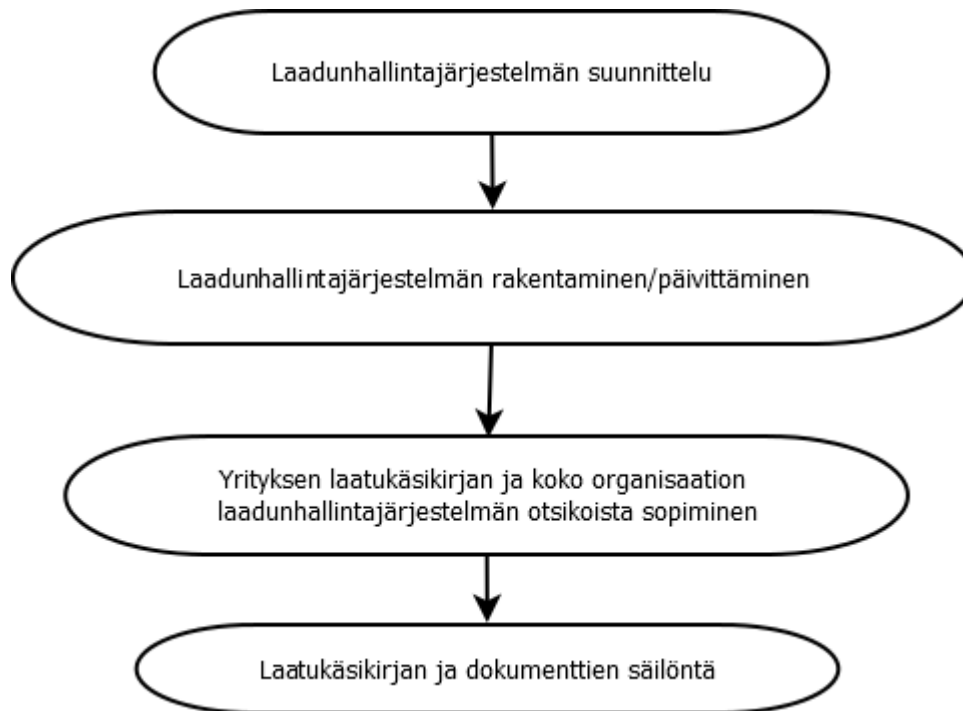 Laadunhallintajärjestelmän suunnittelu
Laadunhallintajärjestelmän rakentaminen/päivittäminen
Yrityksen laatukäsikirjan ja koko organisaation
laadunhallintajärjestelmän otsikoista sopiminen
Laatukäsikirjan ja dokumenttien säilöntä